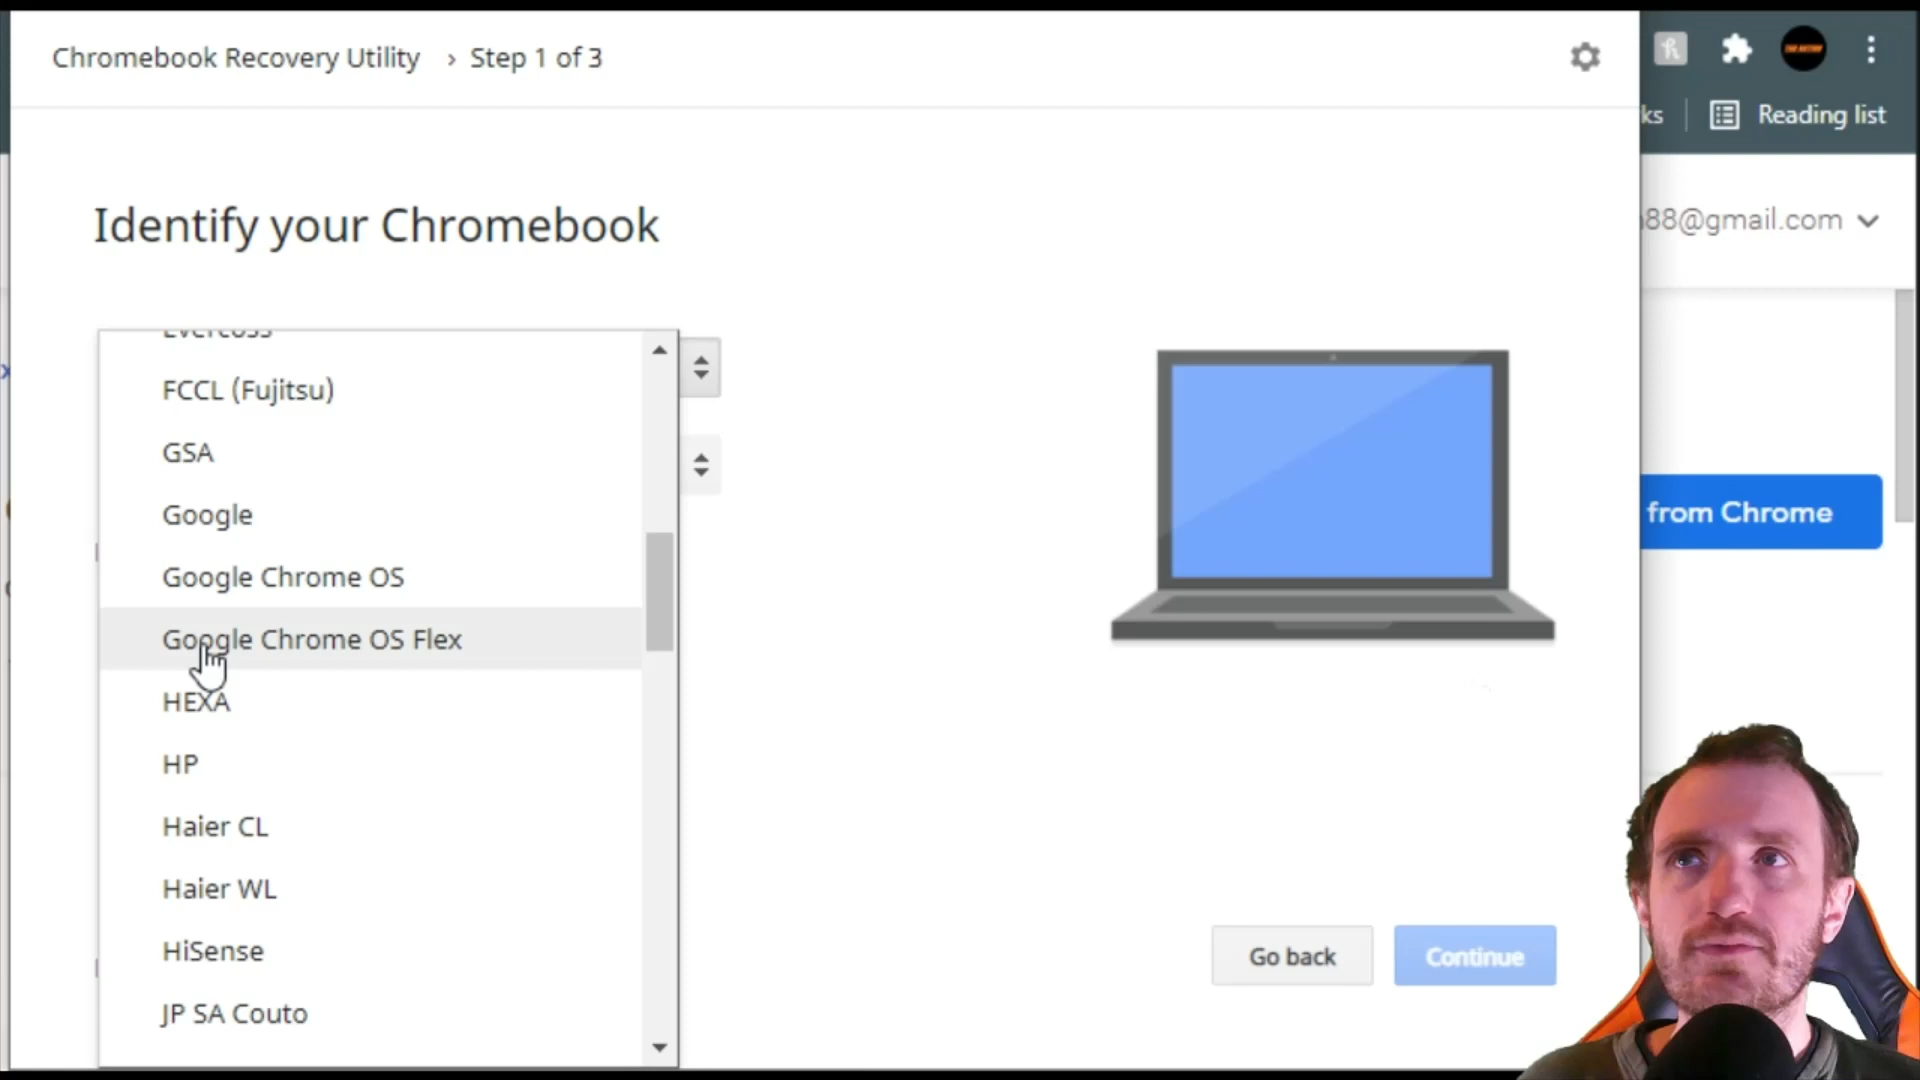 Chromebook Recovery Utility › Step 1 of 3
ks
Reading list
Identify your Chromebook
88@gmail.com
Evercoss
FCCL (Fujitsu)
GSA
Google
Google Chrome OS
Google Chrome OS Flex
HEXA
HP
Haier CL
Haier WL
HiSense
JP SA Couto
from Chrome
Go back
Continue